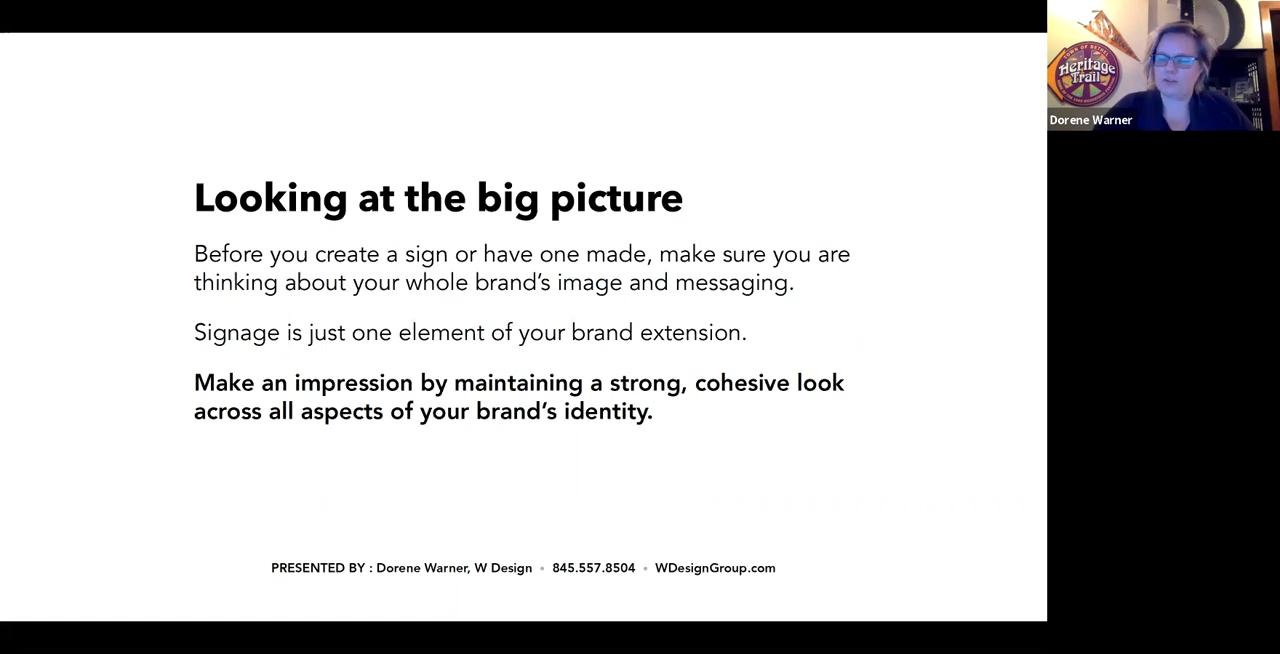 Looking at the big picture
Before you create a sign or have one made, make sure you are
thinking about your whole brand's image and messaging.
Signage is just one element of your brand extension.
Make an impression by maintaining a strong, cohesive look
across all aspects of your brand's identity.
PRESENTED BY : Dorene Warner, W Design • 845.557.8504 • WDesignGroup.com
TOWN OF BETHEL
Heritage
Trail
Dorene Warner